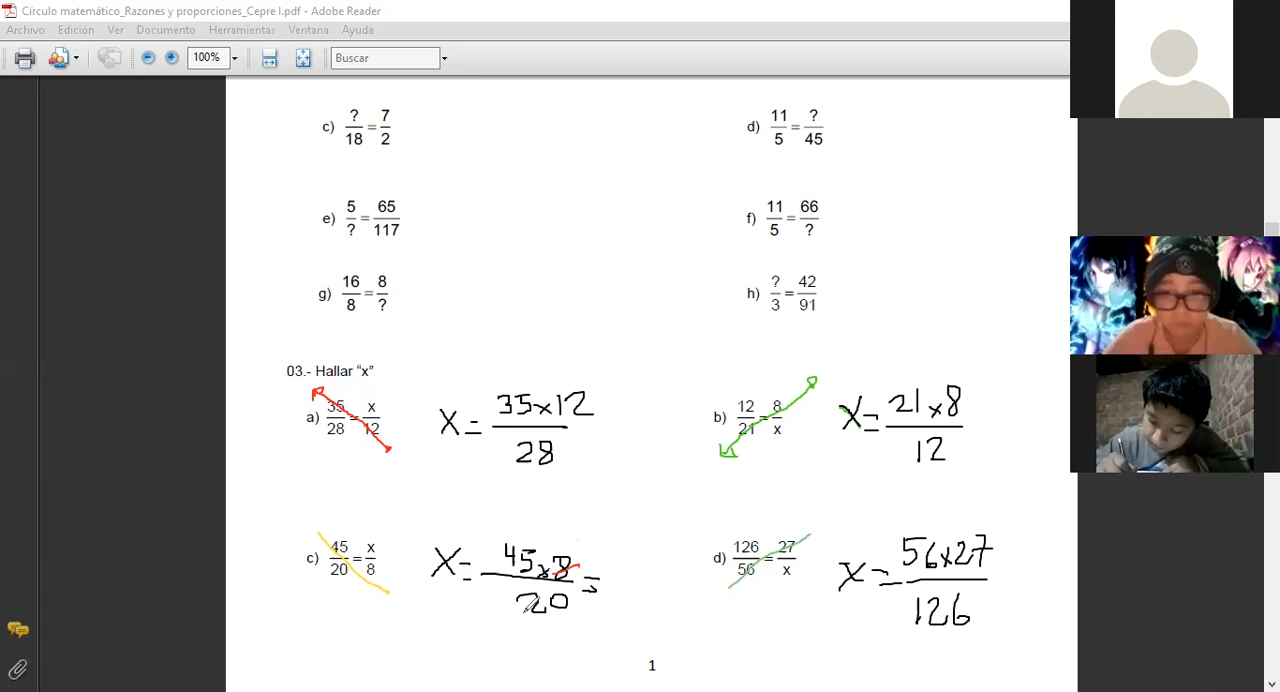 Círculo matemático_Razones y proporciones_Cepre I.pdf - Adobe Reader
Archivo Edición Ver Documento Herramientas Ventana Ayuda
100% Buscar
c) ?/18 = 7/2
d) 11/5 = ?/45
e) 5/? = 65/117
f) 11/5 = 66/?
g) 16/8 = 8/?
h) ?/3 = 42/91
03.- Hallar “x”
a) 35/28 = x/12 X = 35x12/28
b) 12/21 = 8/x X = 21x8/12
c) 45/20 = x/8 X = 45x8/20 =
d) 126/56 = 27/x X = 56x27/126
1